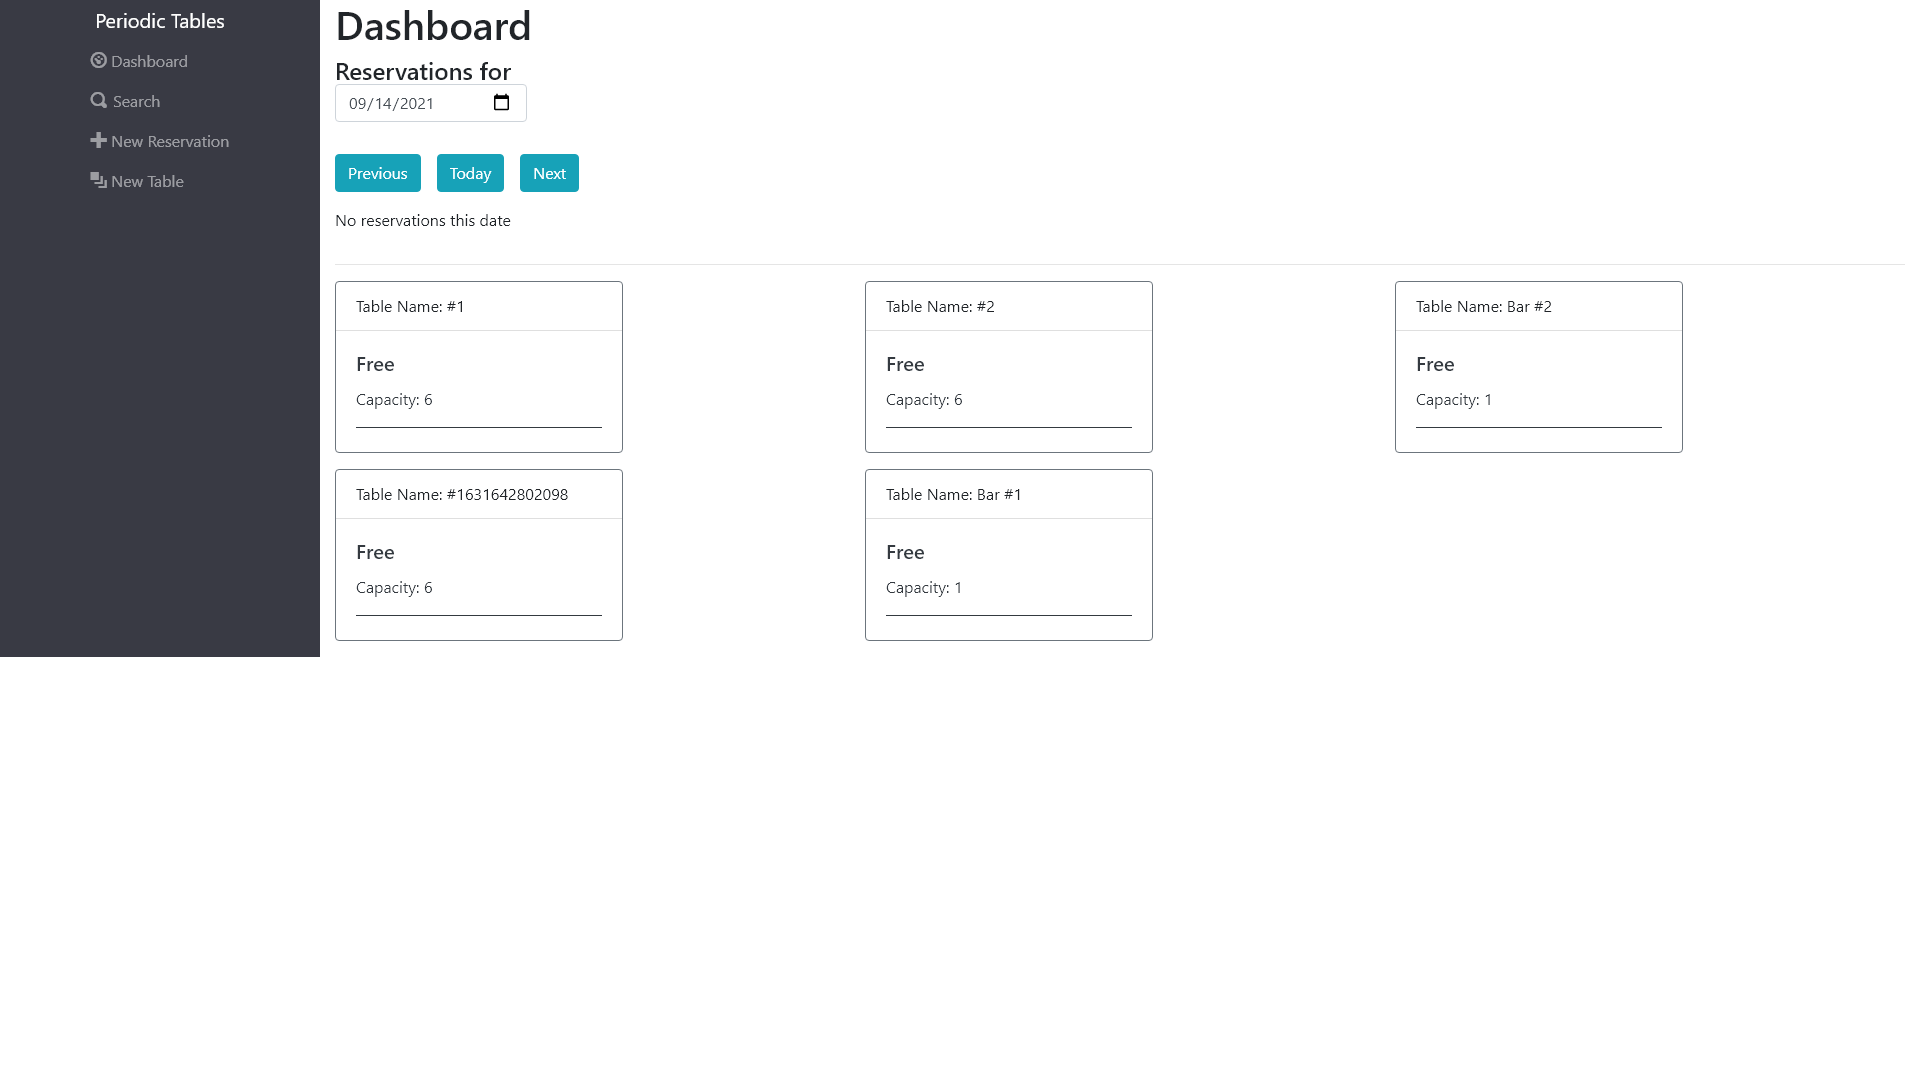 Periodic Tables
Dashboard
Search
New Reservation
New Table
Dashboard
Reservations for
09/14/2021
Previous
Today
Next
No reservations this date
Table Name: #1
Free
Capacity: 6
Table Name: #2
Free
Capacity: 6
Table Name: Bar #2
Free
Capacity: 1
Table Name: #1631642802098
Free
Capacity: 6
Table Name: Bar #1
Free
Capacity: 1